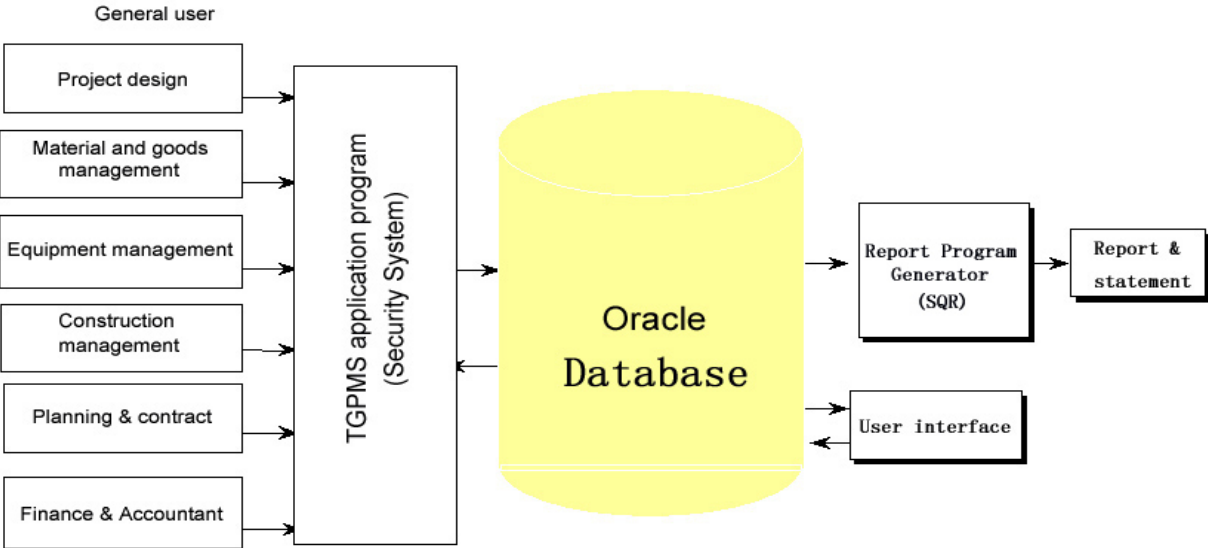 General user
Project design
Material and goods
management
Equipment management
Construction
management
Planning & contract
Finance & Accountant
TGPMS application program
(Security System)
Oracle
Database
Report Program
Generator
(SQR)
Report &
statement
User interface